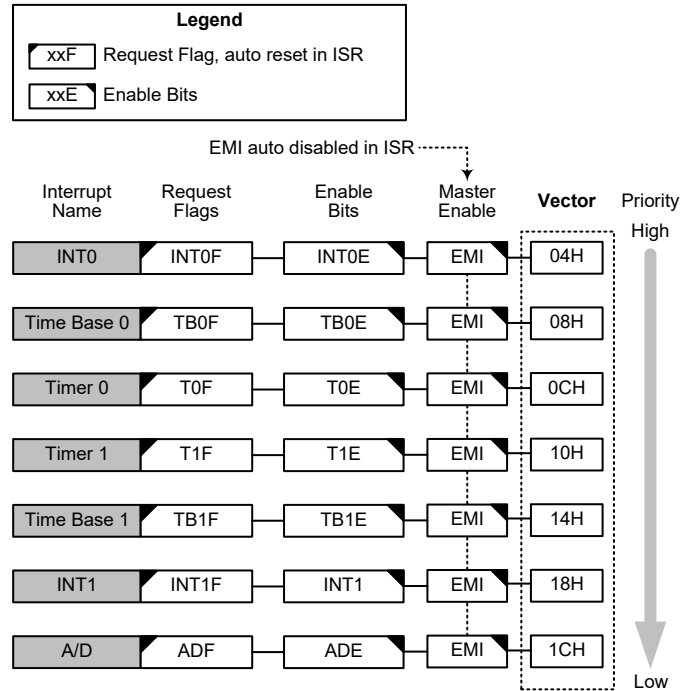 Legend
xxF Request Flag, auto reset in ISR
xxE Enable Bits
EMI auto disabled in ISR
Interrupt Name Request Flags Enable Bits Master Enable Vector Priority
High
INT0 INT0F INT0E EMI 04H
Time Base 0 TB0F TB0E EMI 08H
Timer 0 T0F T0E EMI 0CH
Timer 1 T1F T1E EMI 10H
Time Base 1 TB1F TB1E EMI 14H
INT1 INT1F INT1 EMI 18H
A/D ADF ADE EMI 1CH
Low